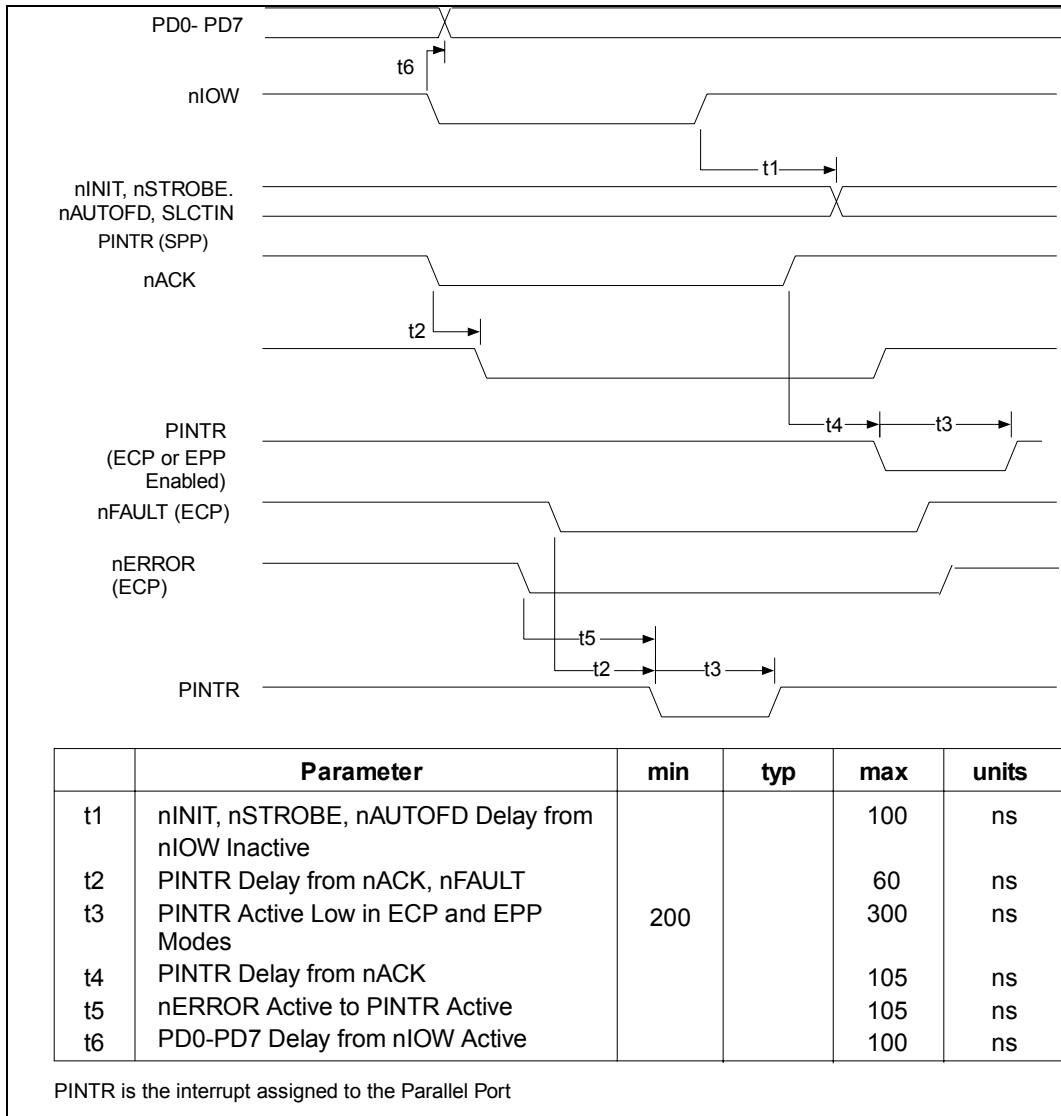 PD0- PD7
t6
nIOW
t1
nINIT, nSTROBE.
nAUTOFD, SLCTIN
PINTR (SPP)
nACK
t2
t4 t3
PINTR
(ECP or EPP
Enabled)
nFAULT (ECP)
nERROR
(ECP)
t5
t2 t3
PINTR
Parameter min typ max units
t1 nINIT, nSTROBE, nAUTOFD Delay from 100 ns
nIOW Inactive
t2 PINTR Delay from nACK, nFAULT 60 ns
t3 PINTR Active Low in ECP and EPP 200 300 ns
Modes
t4 PINTR Delay from nACK 105 ns
t5 nERROR Active to PINTR Active 105 ns
t6 PD0-PD7 Delay from nIOW Active 100 ns
PINTR is the interrupt assigned to the Parallel Port